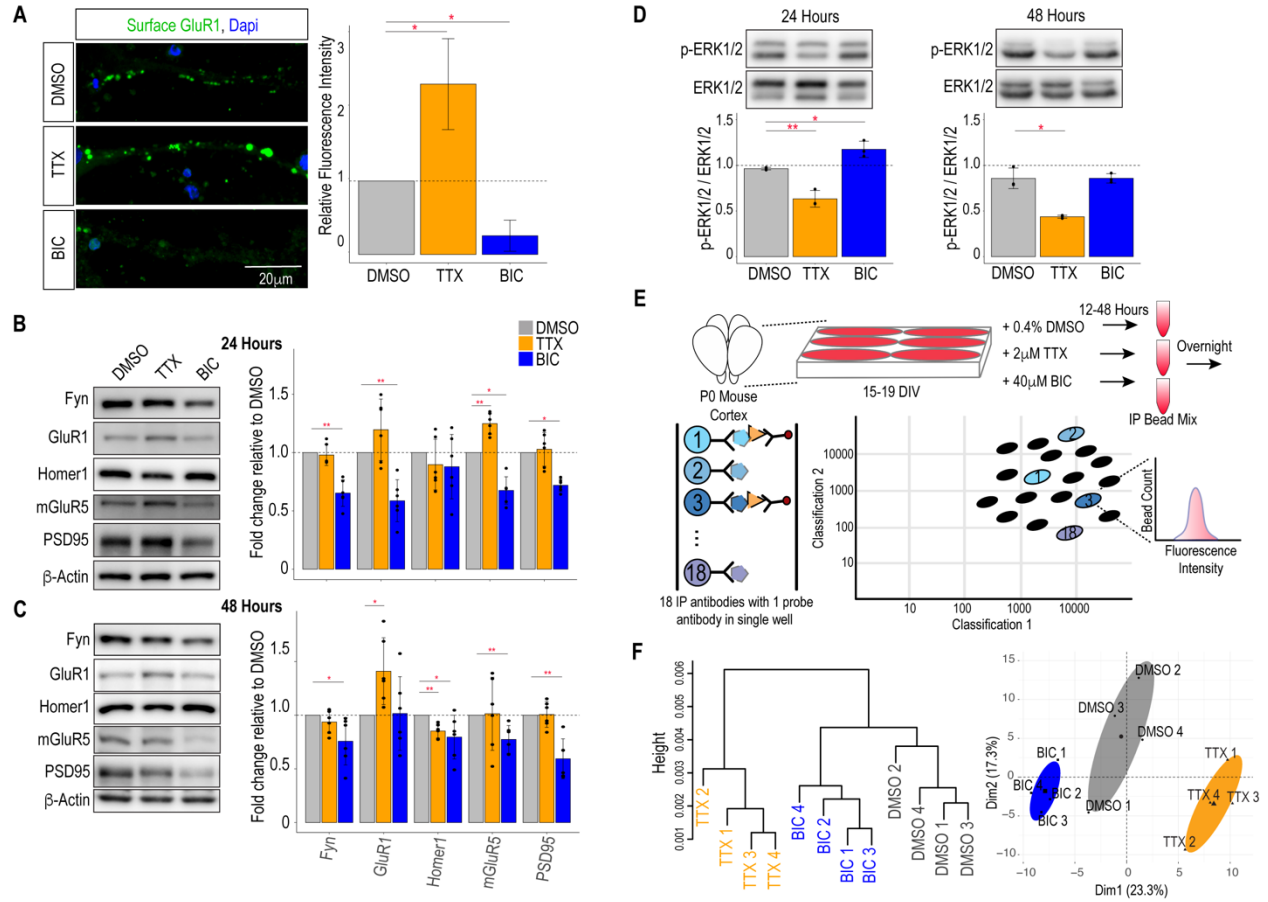 A
Surface GluR1, Dapi
DMSO
TTX
BIC
20μm
Relative Fluorescence Intensity
3
2
1
0
DMSO TTX BIC
*
*
B
24 Hours
DMSO
TTX
BIC
DMSO TTX BIC
Fyn
GluR1
Homer1
mGluR5
PSD95
β-Actin
Fold change relative to DMSO
1.5
1.0
0.5
0
** ** ** * *
C
48 Hours
Fyn
GluR1
Homer1
mGluR5
PSD95
β-Actin
Fold change relative to DMSO
1.5
1.0
0.5
0
* * ** * ** **
Fyn GluR1 Homer1 mGluR5 PSD95
D
24 Hours
48 Hours
p-ERK1/2
ERK1/2
p-ERK1/2
ERK1/2
p-ERK1/2 / ERK1/2
1.5
1.0
0.5
0
**
*
DMSO TTX BIC
p-ERK1/2 / ERK1/2
1.5
1.0
0.5
0
*
DMSO TTX BIC
E
P0 Mouse
Cortex
15-19 DIV
+ 0.4% DMSO
+ 2μM TTX
+ 40μM BIC
12-48 Hours
Overnight
IP Bead Mix
1
2
3
...
18
18 IP antibodies with 1 probe
antibody in single well
Classification 2
10000
1000
100
10
10 100 1000 10000
Classification 1
2
1
3
18
Bead Count
Fluorescence
Intensity
F
Height
0.006
0.005
0.004
0.003
0.002
0.001
TTX 2
TTX 1
TTX 3
TTX 4
BIC 4
BIC 2
BIC 1
BIC 3
DMSO 2
DMSO 4
DMSO 1
DMSO 3
Dim2 (17.3%)
15
10
5
0
−5
−10
−10 −5 0 5 10
Dim1 (23.3%)
DMSO 2
DMSO 3
DMSO 4
DMSO 1
BIC 1
BIC 4
BIC 2
BIC 3
TTX 1
TTX 4
TTX 3
TTX 2